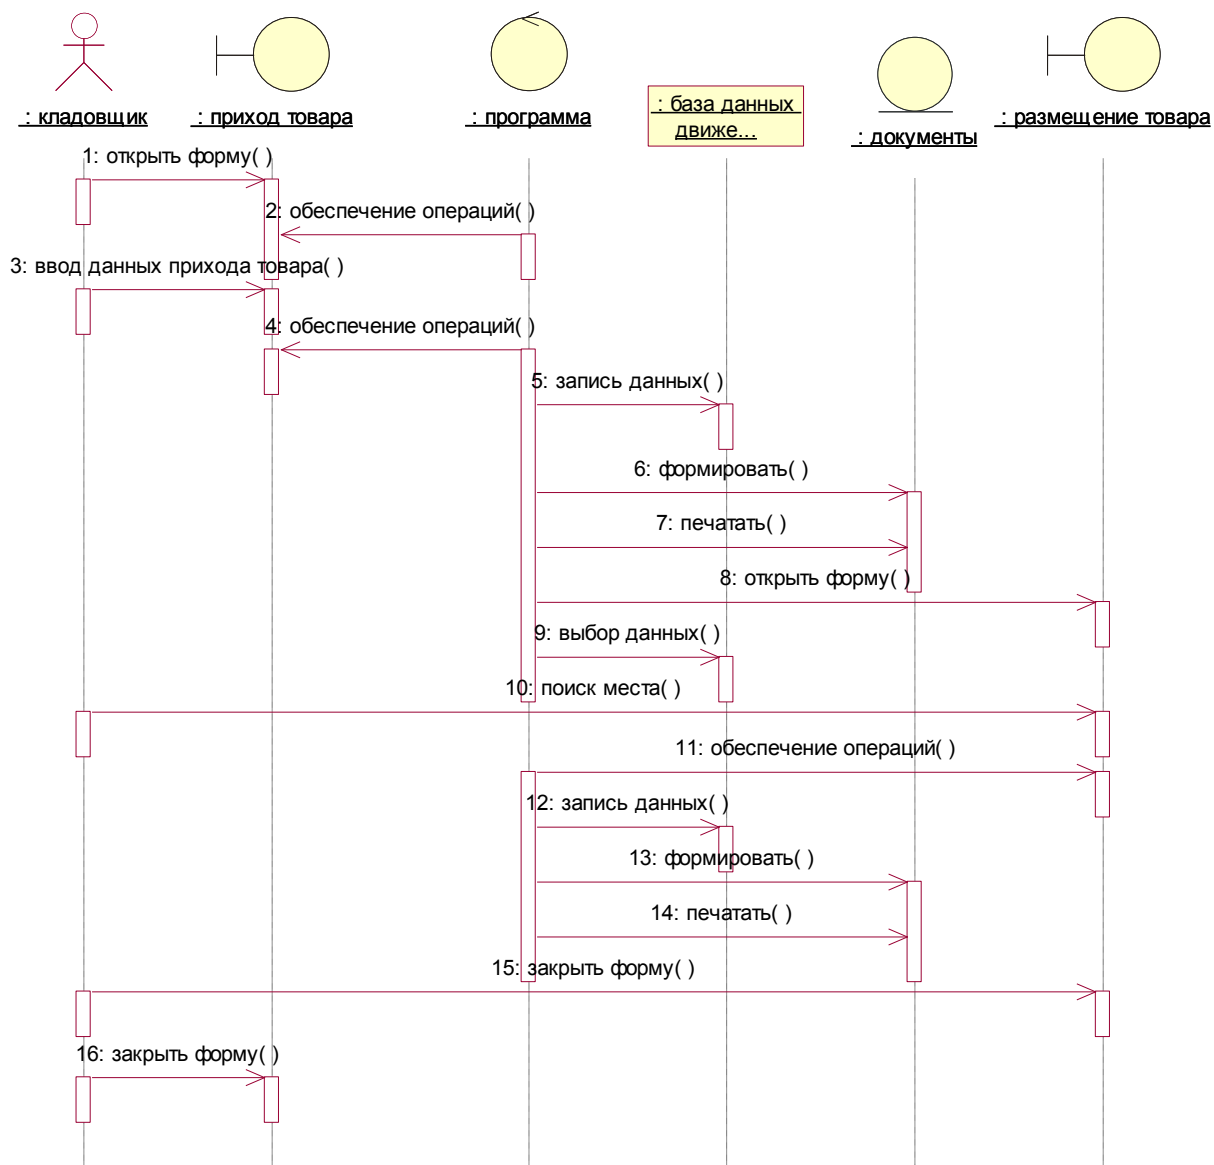 : кладовщик
: приход товара
: программа
: база данных
движе...
: документы
: размещение товара
1: открыть форму( )
2: обеспечение операций( )
3: ввод данных прихода товара( )
4: обеспечение операций( )
5: запись данных( )
6: формировать( )
7: печатать( )
8: открыть форму( )
9: выбор данных( )
10: поиск места( )
11: обеспечение операций( )
12: запись данных( )
13: формировать( )
14: печатать( )
15: закрыть форму( )
16: закрыть форму( )